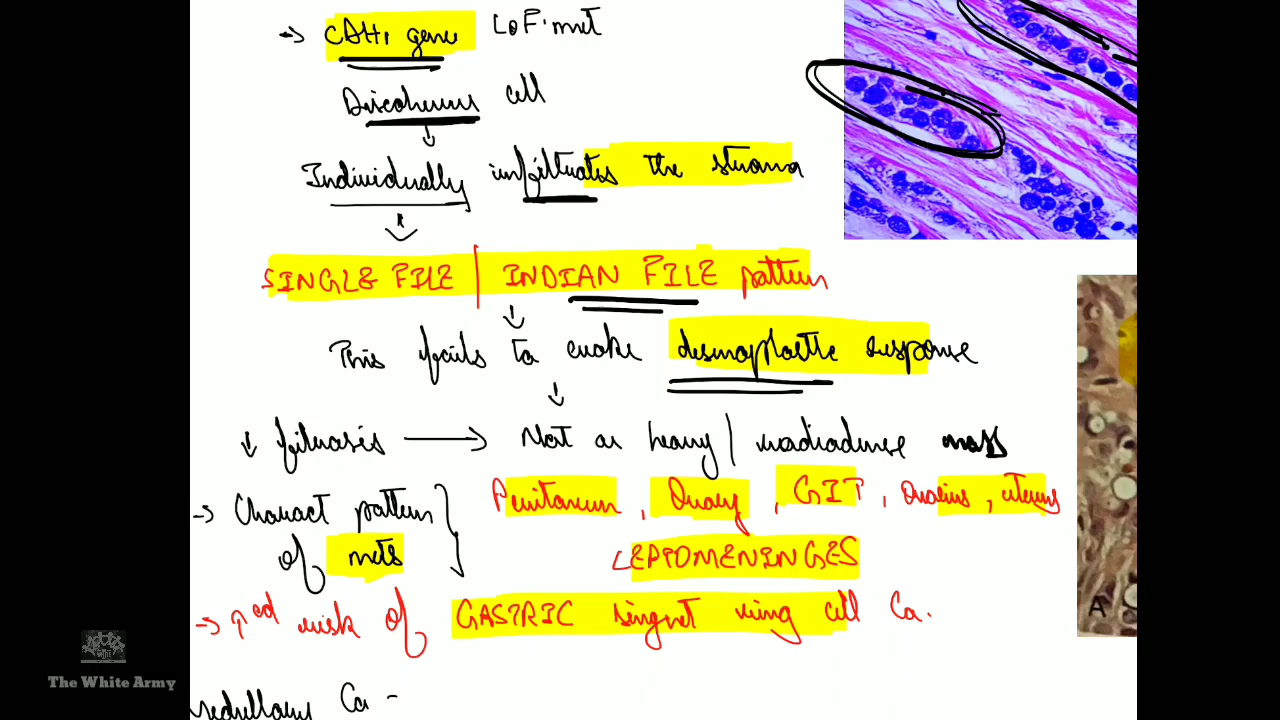 → CDH1 gene LoF mut
Discohesive cell
↓
Individually infiltrates the stroma
↓
SINGLE FILE | INDIAN FILE pattern
↓
This fails to evoke desmoplastic response
↓
↓ fibrosis → Not a heavy / radiodense mass
→ Charact pattern of mets } Peritoneum, Ovary, GIT, Ovaries, uterus
LEPTOMENINGES
→ ↑ed risk of GASTRIC singnet ring cell Ca.
medullary Ca -
A
The White Army